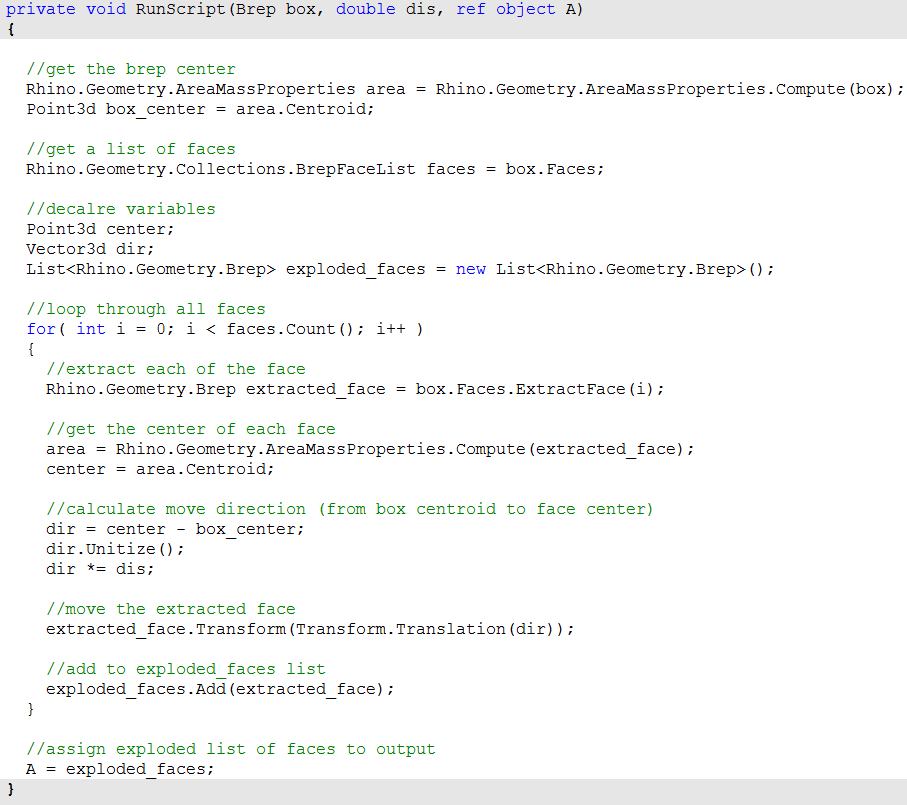 private void RunScript(Brep box, double dis, ref object A)
{
//get the brep center
Rhino.Geometry.AreaMassProperties area = Rhino.Geometry.AreaMassProperties.Compute(box);
Point3d box_center = area.Centroid;
//get a list of faces
Rhino.Geometry.Collections.BrepFaceList faces = box.Faces;
//decalre variables
Point3d center;
Vector3d dir;
List<Rhino.Geometry.Brep> exploded_faces = new List<Rhino.Geometry.Brep>();
//loop through all faces
for( int i = 0; i < faces.Count(); i++ )
{
//extract each of the face
Rhino.Geometry.Brep extracted_face = box.Faces.ExtractFace(i);
//get the center of each face
area = Rhino.Geometry.AreaMassProperties.Compute(extracted_face);
center = area.Centroid;
//calculate move direction (from box centroid to face center)
dir = center - box_center;
dir.Unitize();
dir *= dis;
//move the extracted face
extracted_face.Transform(Transform.Translation(dir));
//add to exploded_faces list
exploded_faces.Add(extracted_face);
}
//assign exploded list of faces to output
A = exploded_faces;
}